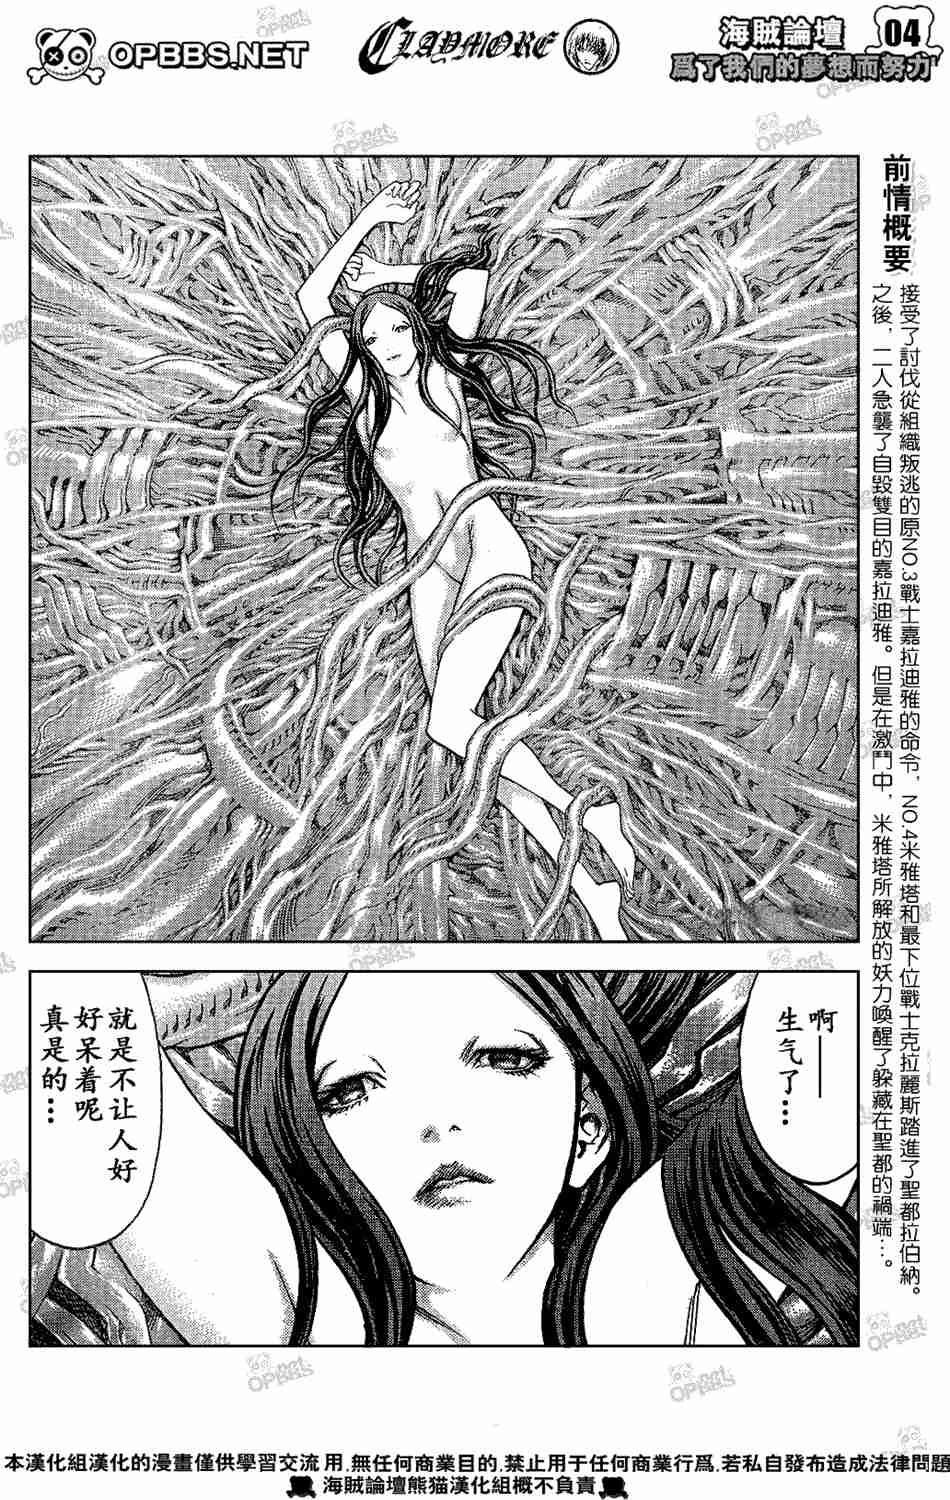 OPBBS.NET
CLAYMORE
海賊論壇
04
爲了我們的夢想而努力
前情概要
接受了討伐從組織叛逃的原NO.3戰士嘉拉迪雅的命令，NO.4米雅塔和最下位戰士克拉麗斯踏進了聖都拉伯納。
之後，二人急襲了自毀雙目的嘉拉迪雅。但是在激鬥中，米雅塔所解放的妖力喚醒了躲藏在聖都的禍端…。
啊——
生气了…
就是不让人好
好呆着呢
真是的…
本漢化組漢化的漫畫僅供學習交流用.無任何商業目的.禁止用于任何商業行爲.若私自發布造成法律問題
海賊論壇熊猫漢化組概不負責